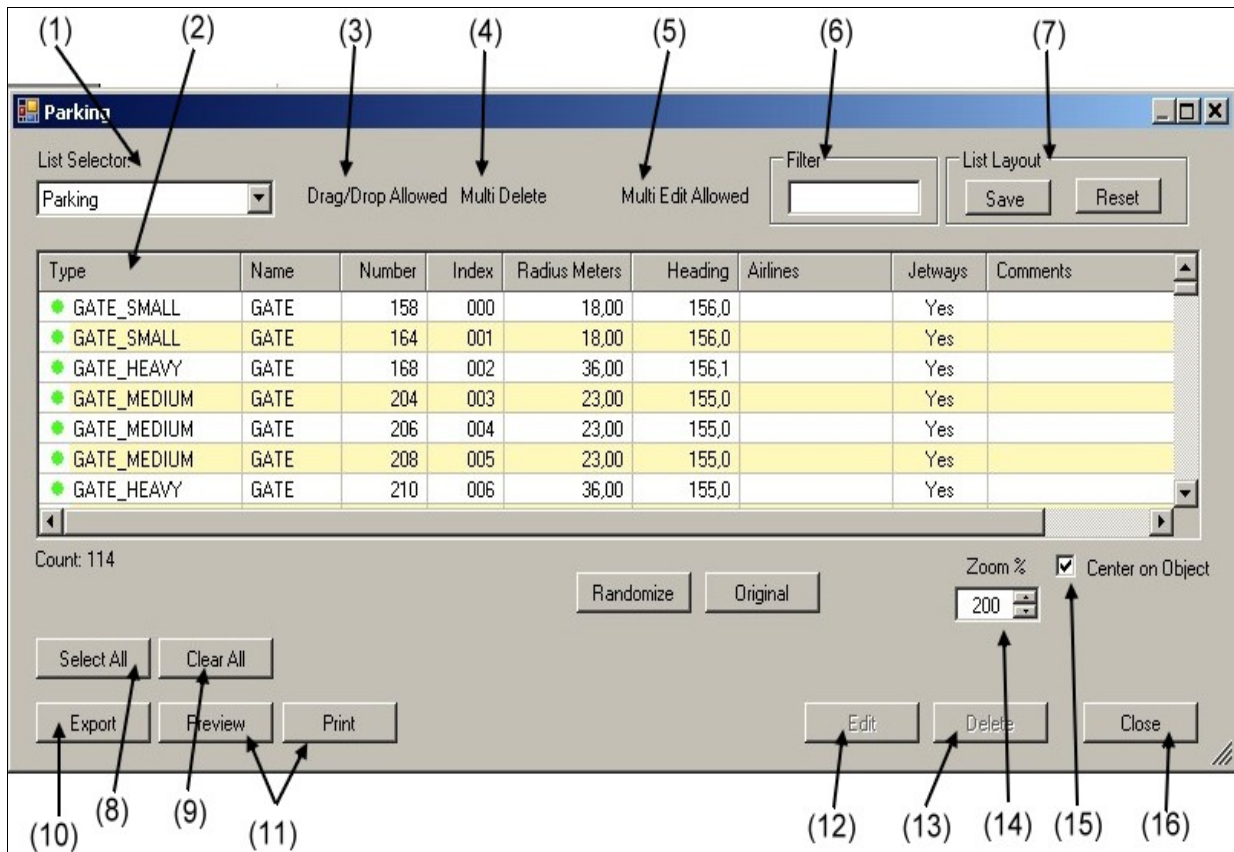 (1) (2) (3) (4) (5) (6) (7)
Parking
List Selector: Filter List Layout
Parking Drag/Drop Allowed Multi Delete Multi Edit Allowed Save Reset
Type Name Number Index Radius Meters Heading Airlines Jetways Comments
GATE_SMALL GATE 158 000 18,00 156,0 Yes
GATE_SMALL GATE 164 001 18,00 156,0 Yes
GATE_HEAVY GATE 168 002 36,00 156,1 Yes
GATE_MEDIUM GATE 204 003 23,00 155,0 Yes
GATE_MEDIUM GATE 206 004 23,00 155,0 Yes
GATE_MEDIUM GATE 208 005 23,00 155,0 Yes
GATE_HEAVY GATE 210 006 36,00 155,0 Yes
Count: 114 Zoom % Center on Object
Randomize Original 200
Select All Clear All
Export Preview Print Edit Delete Close
(10) (8) (9) (11) (12) (13) (14) (15) (16)